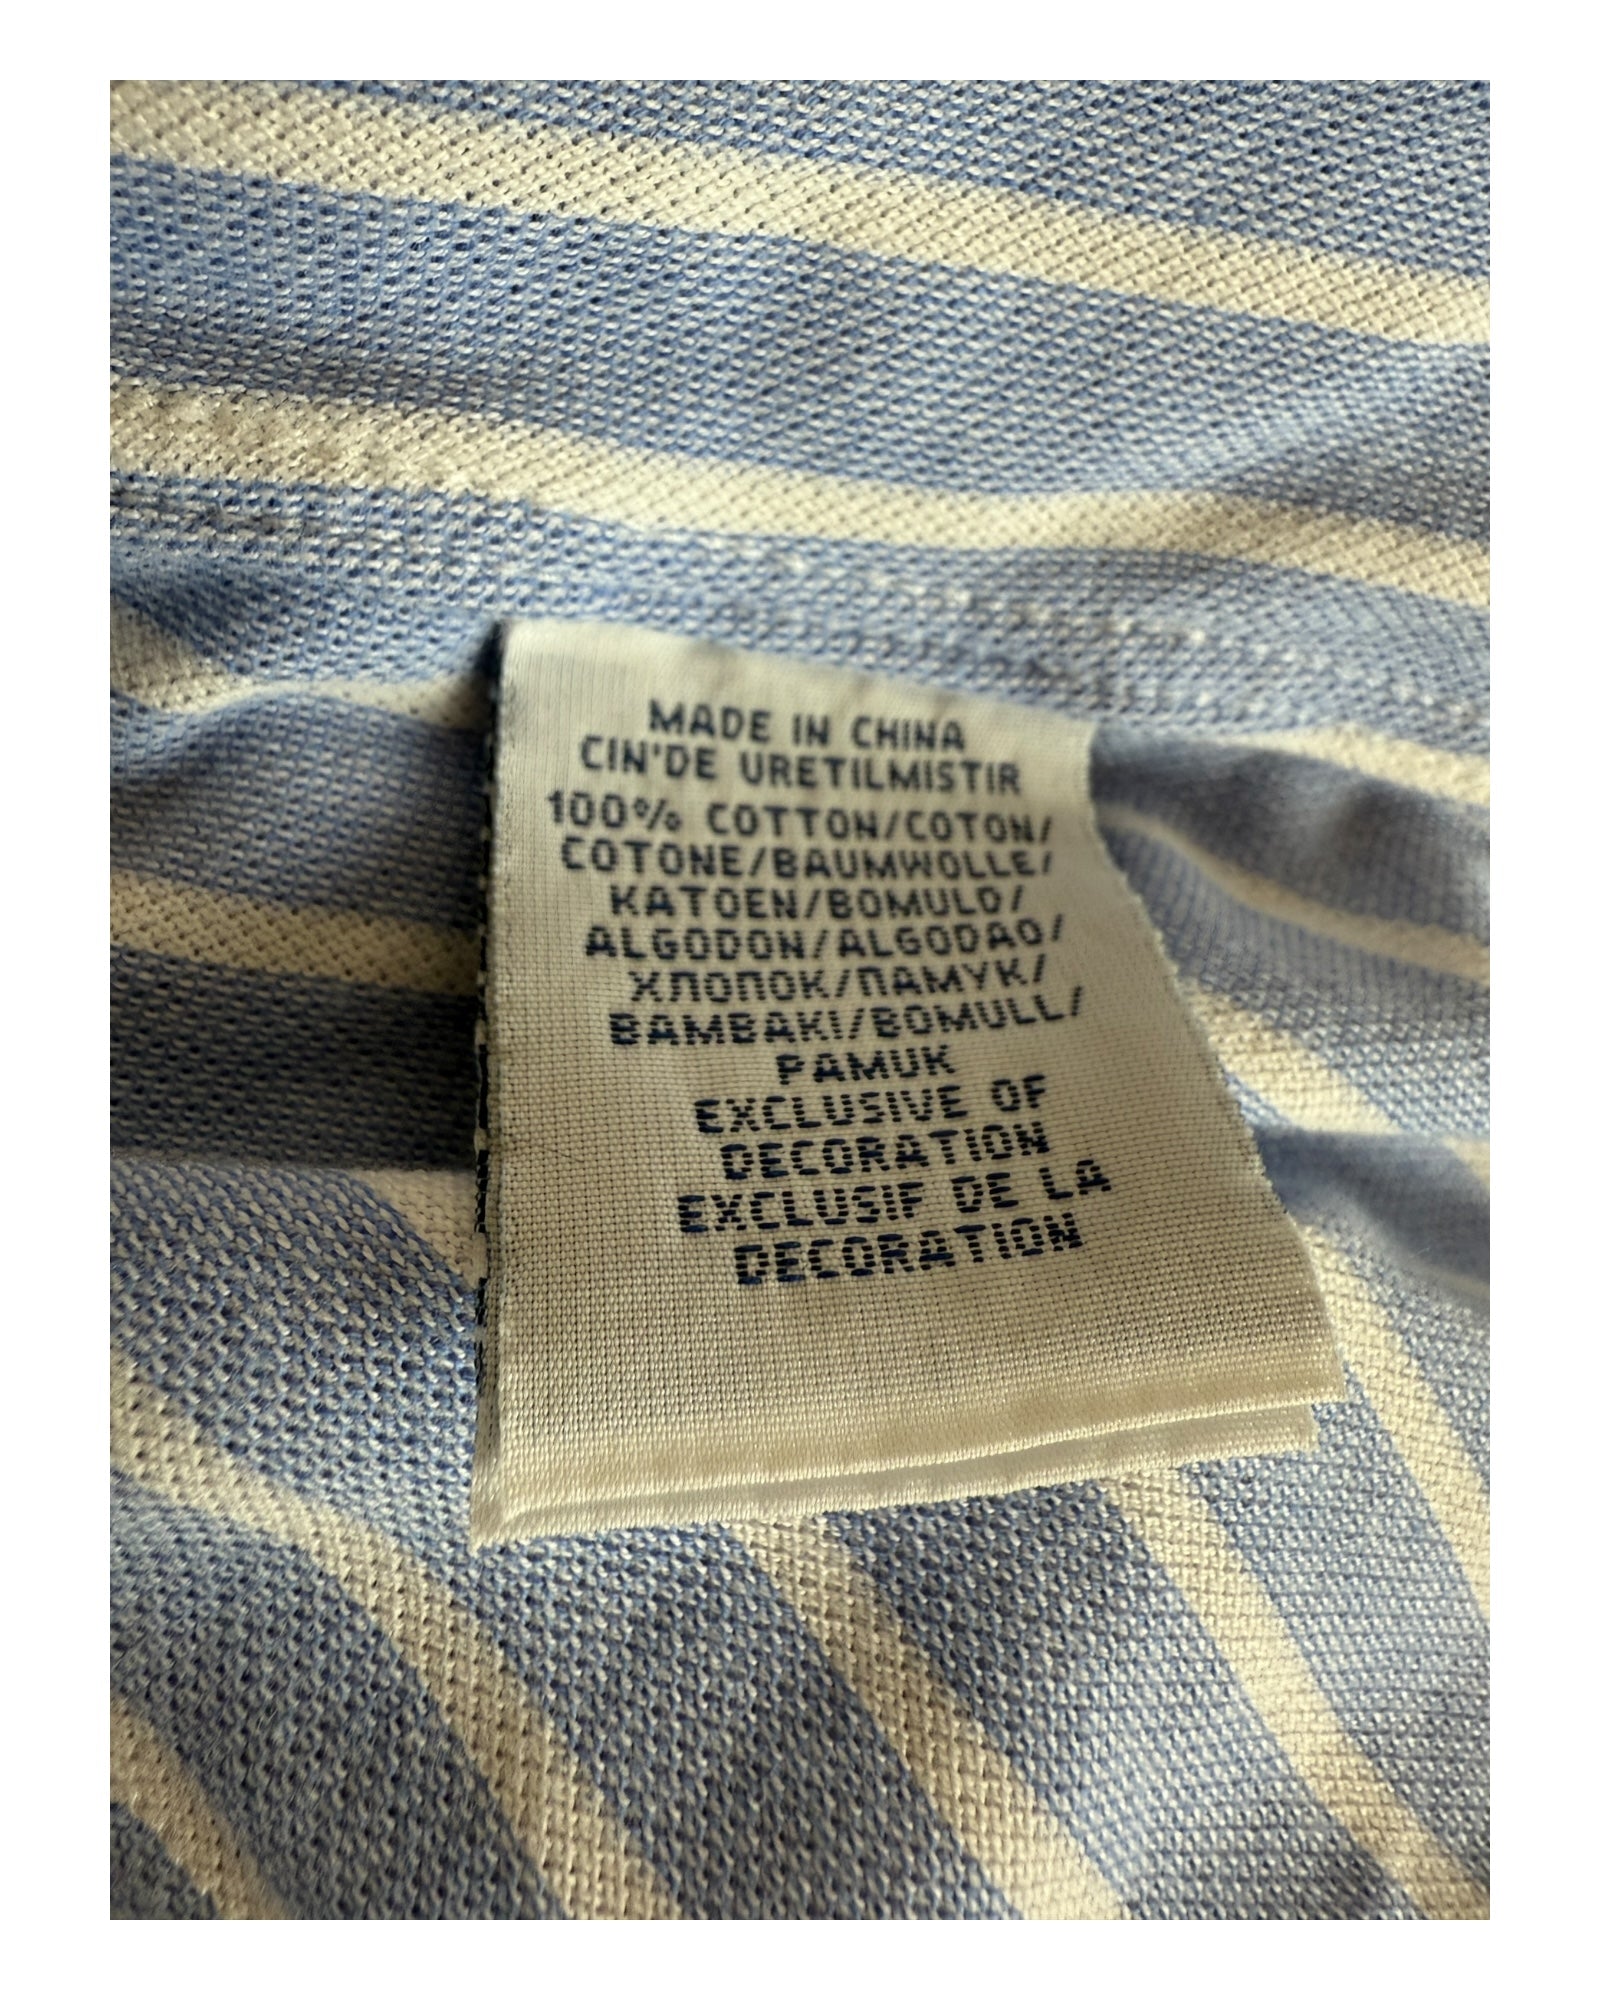 MADE IN CHINA
CIN'DE URETILMISTIR
100% COTTON/COTON/
COTONE/BAUMWOLLE/
KATOEN/BOMULD/
ALGODON/ALGODAO/
ХЛОПОК/ПАМУК/
BAMBAKI/BOMULL/
PAMUK
EXCLUSIVE OF
DECORATION
EXCLUSIF DE LA
DECORATION